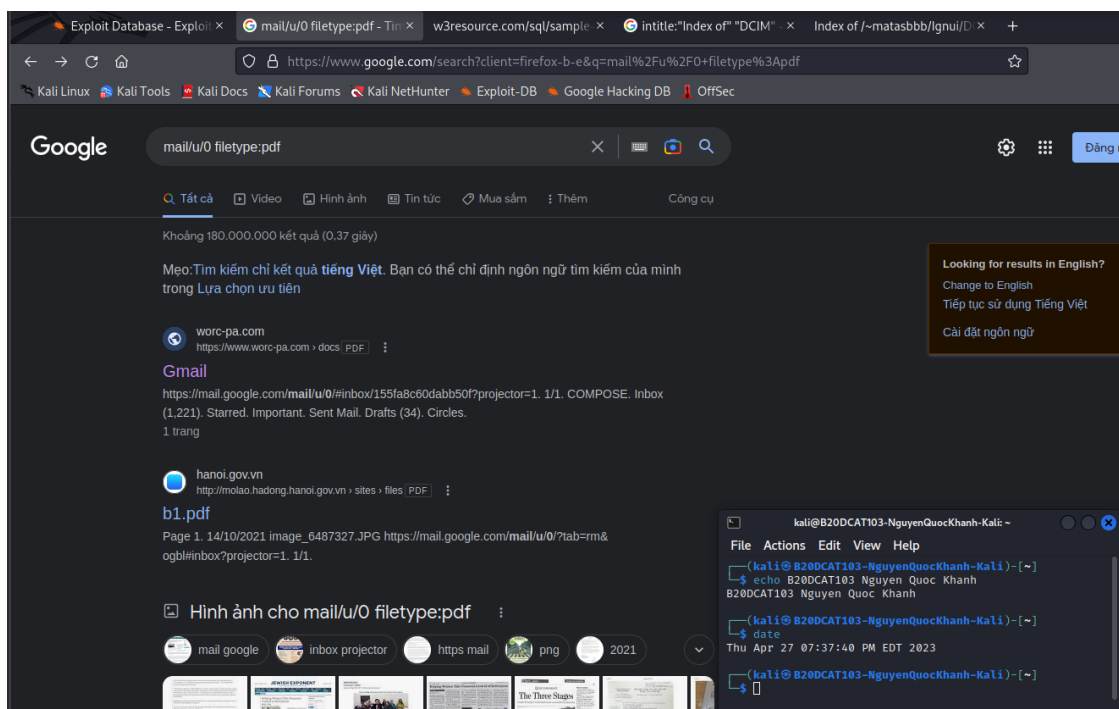 Exploit Database - Exploi
mail/u/0 filetype:pdf - Tìm
w3resource.com/sql/sample-
intitle:"Index of" "DCIM" -
Index of /~matasbbb/Ignui/D
https://www.google.com/search?client=firefox-b-e&q=mail%2Fu%2F0+filetype%3Apdf
Kali Linux Kali Tools Kali Docs Kali Forums Kali NetHunter Exploit-DB Google Hacking DB OffSec
Google
mail/u/0 filetype:pdf
Đăng
Tất cả Video Hình ảnh Tin tức Mua sắm Thêm Công cụ
Khoảng 180.000.000 kết quả (0,37 giây)
Mẹo:Tìm kiếm chỉ kết quả tiếng Việt. Bạn có thể chỉ định ngôn ngữ tìm kiếm của mình
trong Lựa chọn ưu tiên
Looking for results in English?
Change to English
Tiếp tục sử dụng Tiếng Việt
Cài đặt ngôn ngữ
worc-pa.com
https://www.worc-pa.com › docs PDF
Gmail
https://mail.google.com/mail/u/0/#inbox/155fa8c60dabb50f?projector=1. 1/1. COMPOSE. Inbox
(1,221). Starred. Important. Sent Mail. Drafts (34). Circles.
1 trang
hanoi.gov.vn
http://molao.hadong.hanoi.gov.vn › sites › files PDF
b1.pdf
Page 1. 14/10/2021 image_6487327.JPG https://mail.google.com/mail/u/0/?tab=rm&
ogbl#inbox?projector=1. 1/1.
Hình ảnh cho mail/u/0 filetype:pdf
mail google
inbox projector
https mail
png
2021
JEWISH EXPONENT
The Three Stages
kali@B20DCAT103-NguyenQuocKhanh-Kali: ~
File Actions Edit View Help
(kali㉿B20DCAT103-NguyenQuocKhanh-Kali)-[~]
$ echo B20DCAT103 Nguyen Quoc Khanh
B20DCAT103 Nguyen Quoc Khanh
(kali㉿B20DCAT103-NguyenQuocKhanh-Kali)-[~]
$ date
Thu Apr 27 07:37:40 PM EDT 2023
(kali㉿B20DCAT103-NguyenQuocKhanh-Kali)-[~]
$